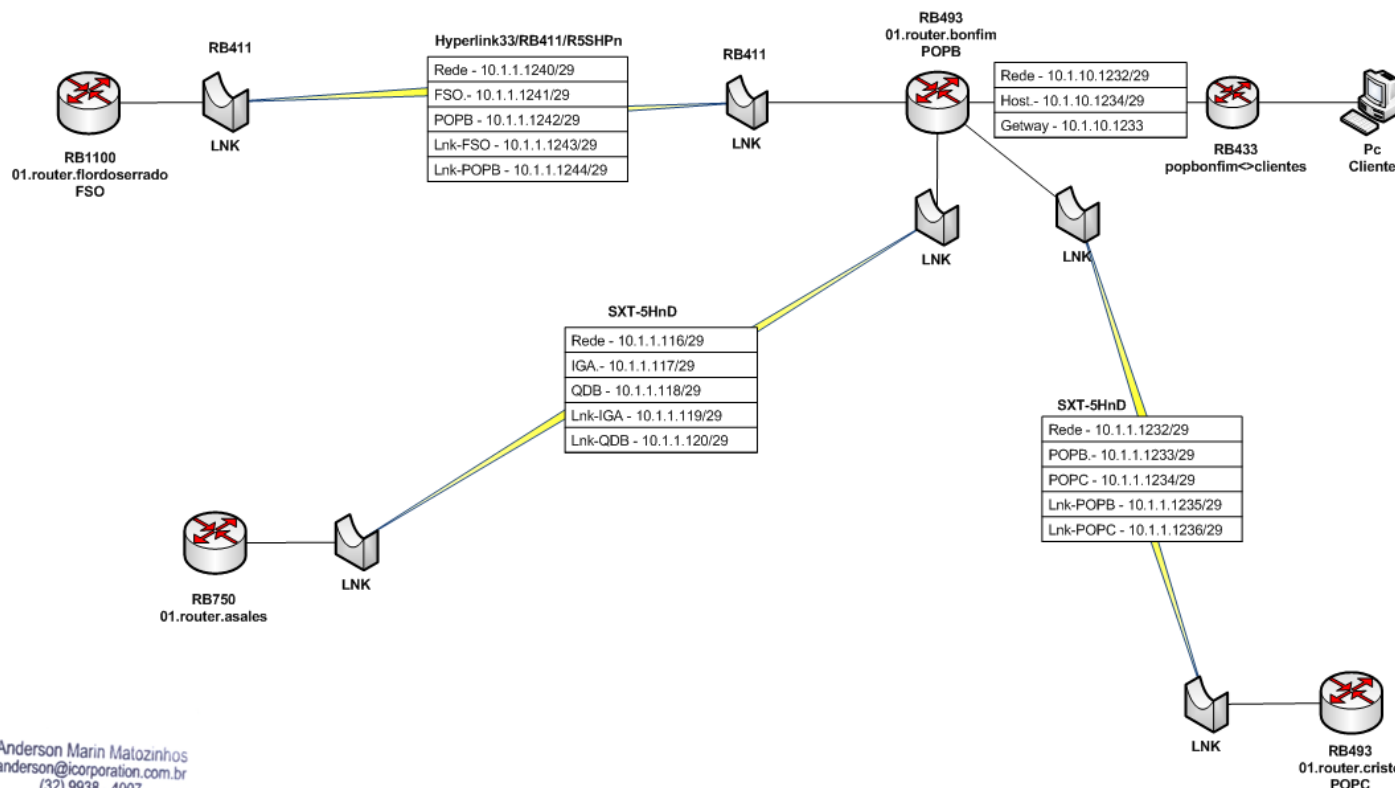 RB493
01.router.bonfim
POPB
RB411
Hyperlink33/RB411/R5SHPn
RB411
Rede - 10.1.1.1240/29
FSO.- 10.1.1.1241/29
POPB - 10.1.1.1242/29
Lnk-FSO - 10.1.1.1243/29
Lnk-POPB - 10.1.1.1244/29
Rede - 10.1.10.1232/29
Host.- 10.1.10.1234/29
Getway - 10.1.10.1233
LNK
LNK
RB1100
01.router.flordoserrado
FSO
RB433
popbonfim<>clientes
Pc
Cliente
LNK
LNK
SXT-5HnD
Rede - 10.1.1.116/29
IGA.- 10.1.1.117/29
QDB - 10.1.1.118/29
Lnk-IGA - 10.1.1.119/29
Lnk-QDB - 10.1.1.120/29
SXT-5HnD
Rede - 10.1.1.1232/29
POPB.- 10.1.1.1233/29
POPC - 10.1.1.1234/29
Lnk-POPB - 10.1.1.1235/29
Lnk-POPC - 10.1.1.1236/29
LNK
RB750
01.router.asales
LNK
RB493
01.router.cristo
POPC
Anderson Marin Matozinhos
anderson@icorporation.com.br
(32) 9938 - 4007